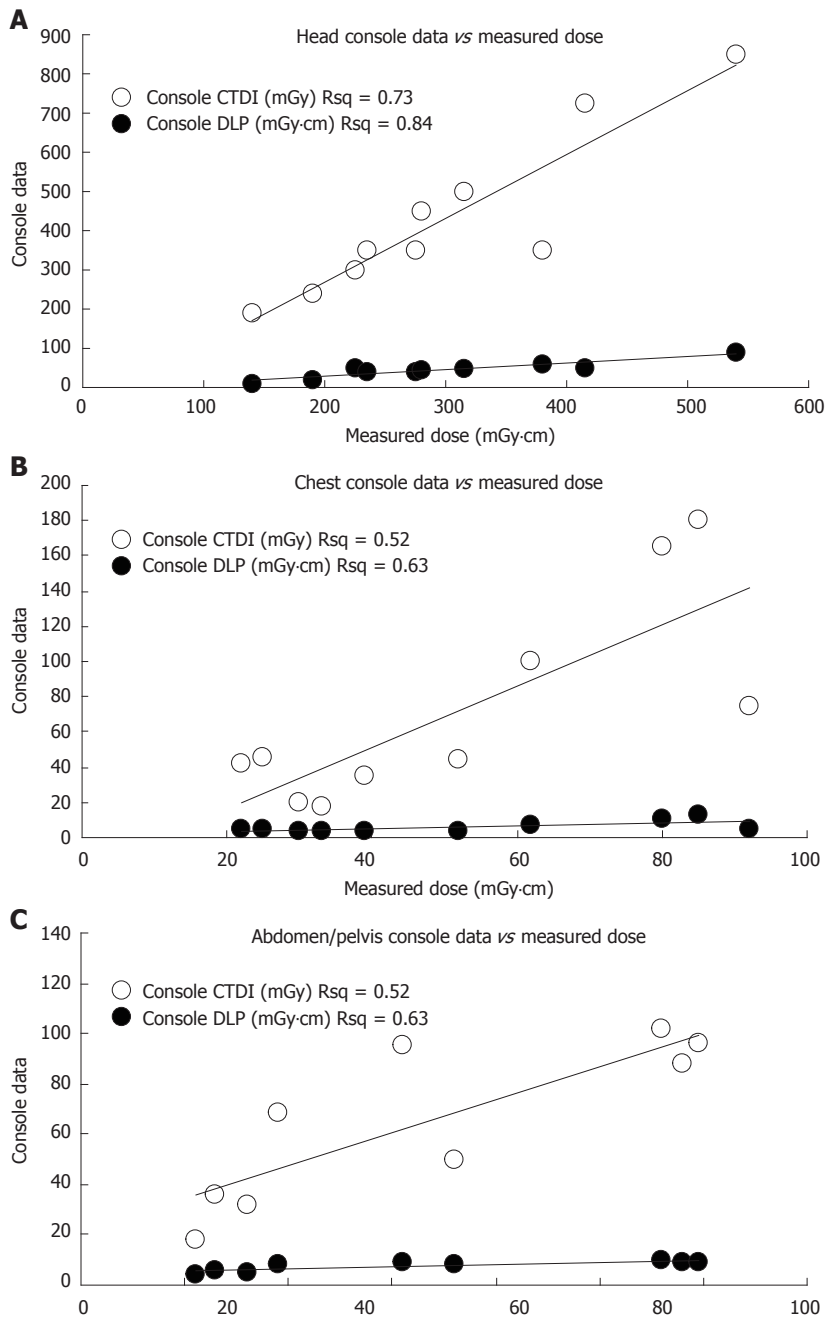 A
Head console data vs measured dose
900
800
700
600
500
400
300
200
100
0
Console data
Console CTDI (mGy) Rsq = 0.73
Console DLP (mGy·cm) Rsq = 0.84
0 100 200 300 400 500 600
Measured dose (mGy·cm)
B
Chest console data vs measured dose
200
180
160
140
120
100
80
60
40
20
0
Console data
Console CTDI (mGy) Rsq = 0.52
Console DLP (mGy·cm) Rsq = 0.63
0 20 40 60 80 100
Measured dose (mGy·cm)
C
Abdomen/pelvis console data vs measured dose
140
120
100
80
60
40
20
0
Console data
Console CTDI (mGy) Rsq = 0.52
Console DLP (mGy·cm) Rsq = 0.63
0 20 40 60 80 100